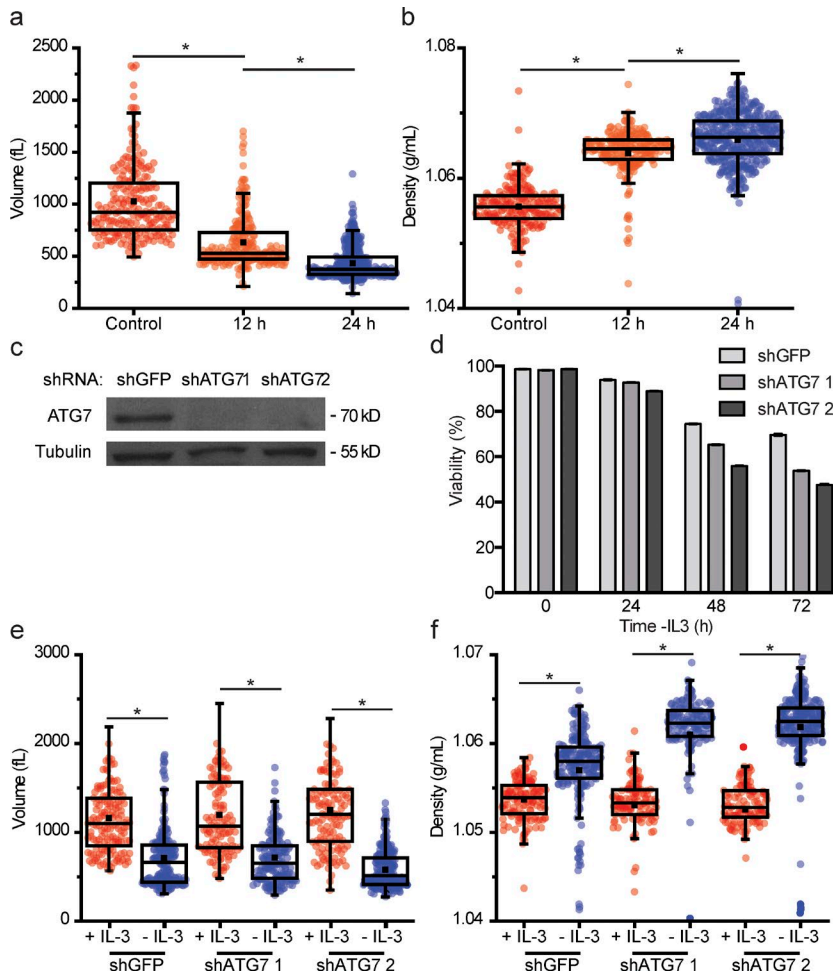 a
*
*
Volume (fL)
2500
2000
1500
1000
500
0
Control
12 h
24 h
b
*
*
Density (g/mL)
1.08
1.06
1.04
Control
12 h
24 h
c
shRNA: shGFP shATG71 shATG72
ATG7
- 70 kD
Tubulin
- 55 kD
d
shGFP
shATG7 1
shATG7 2
Viability (%)
100
80
60
40
20
0
0
24
48
72
Time -IL3 (h)
e
*
*
*
Volume (fL)
3000
2000
1000
0
+ IL-3 - IL-3 + IL-3 - IL-3 + IL-3 - IL-3
shGFP shATG7 1 shATG7 2
f
*
*
*
Density (g/mL)
1.07
1.06
1.05
1.04
+ IL-3 - IL-3 + IL-3 - IL-3 + IL-3 - IL-3
shGFP shATG7 1 shATG7 2